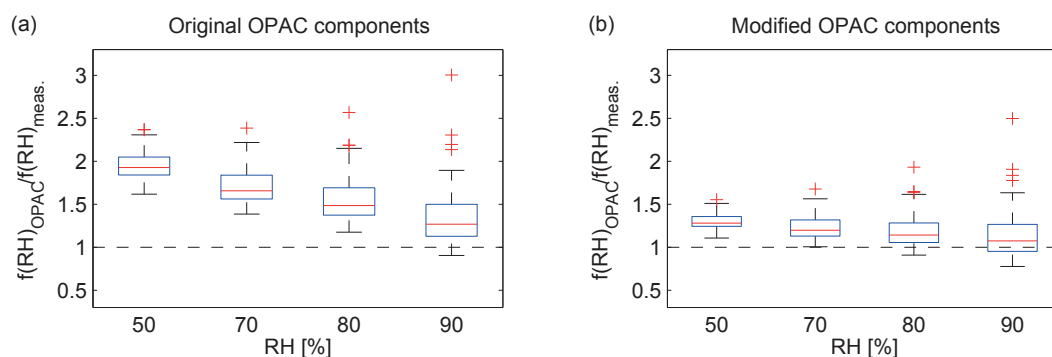 (a) Original OPAC components
f(RH)OPAC/f(RH)meas.
3
2.5
2
1.5
1
0.5
50 70 80 90
RH [%]
(b) Modified OPAC components
f(RH)OPAC/f(RH)meas.
3
2.5
2
1.5
1
0.5
50 70 80 90
RH [%]